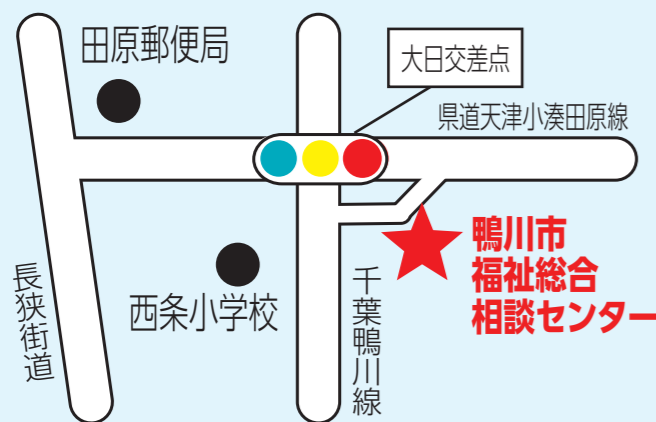 田原郵便局
大日交差点
県道天津小湊田原線
鴨川市
福祉総合
相談センター
長狭街道
西条小学校
千葉鴨川線